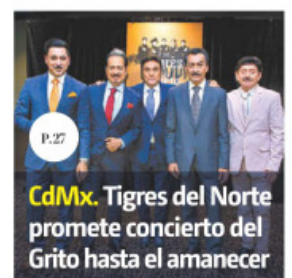 P. 27
CdMx. Tigres del Norte
promete concierto del
Grito hasta el amanecer